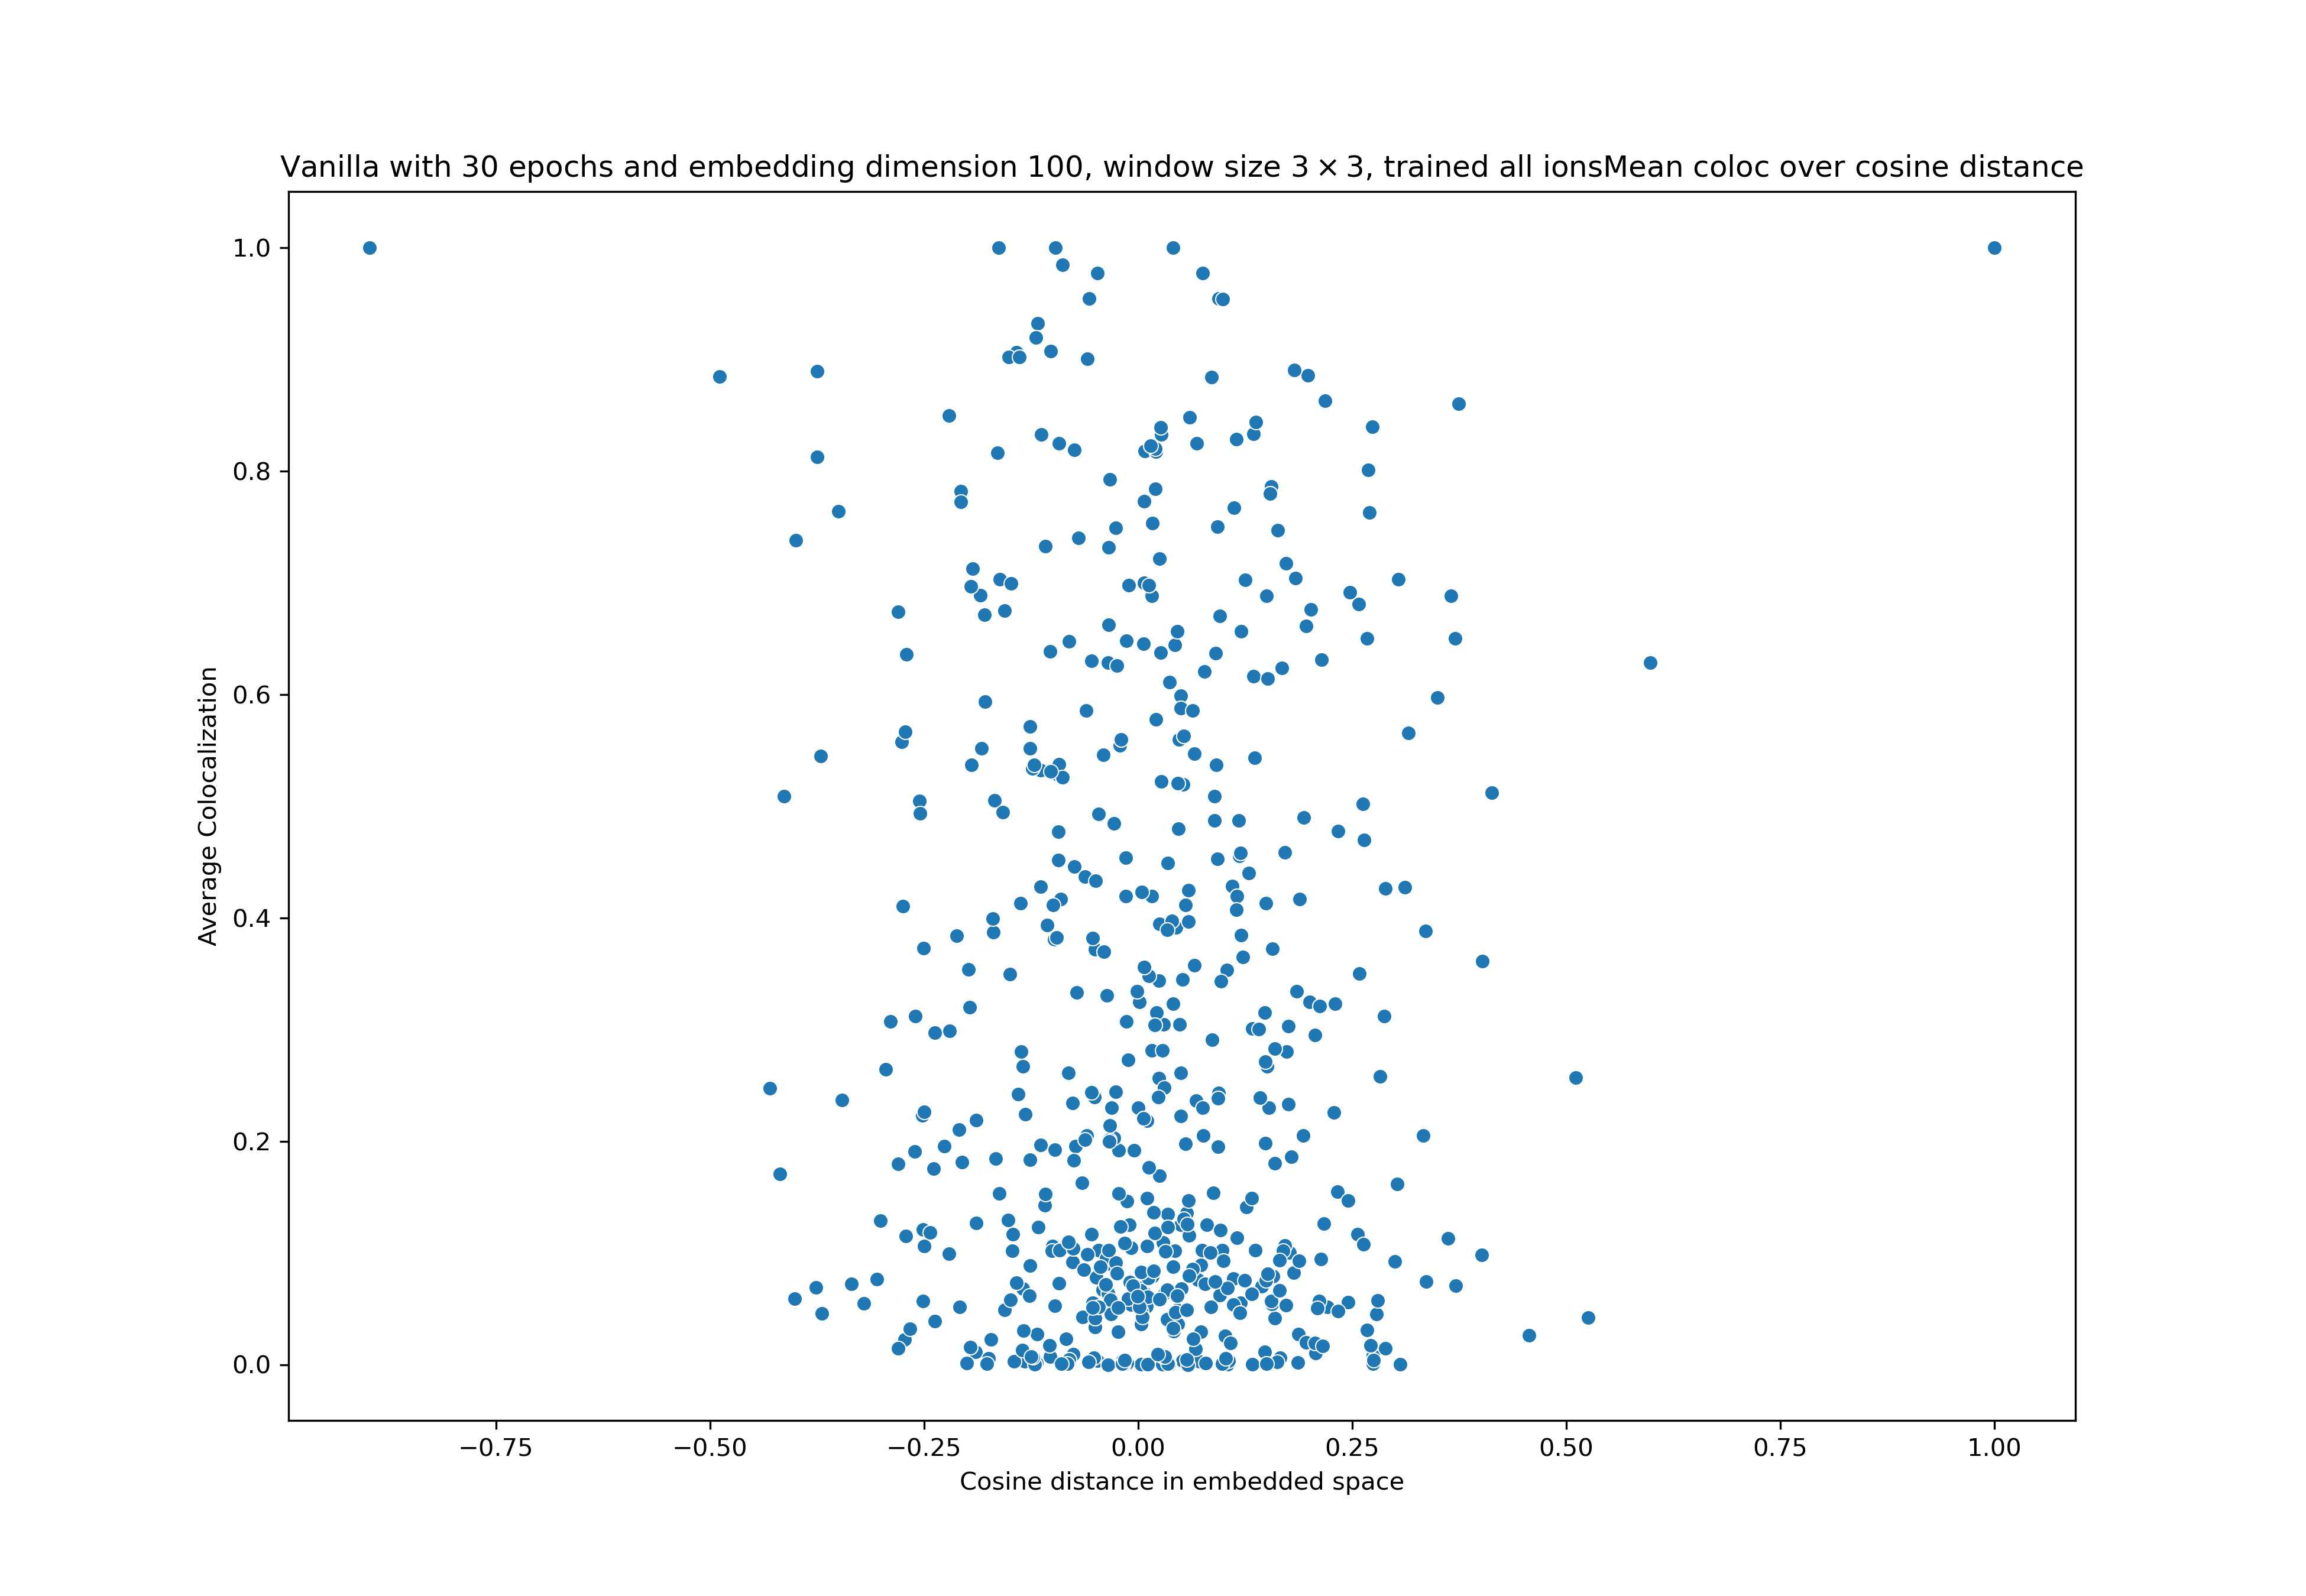 Vanilla with 30 epochs and embedding dimension 100, window size 3 × 3, trained all ionsMean coloc over cosine distance
1.0
0.8
0.6
0.4
0.2
0.0
Average Colocalization
−0.75 −0.50 −0.25 0.00 0.25 0.50 0.75 1.00
Cosine distance in embedded space